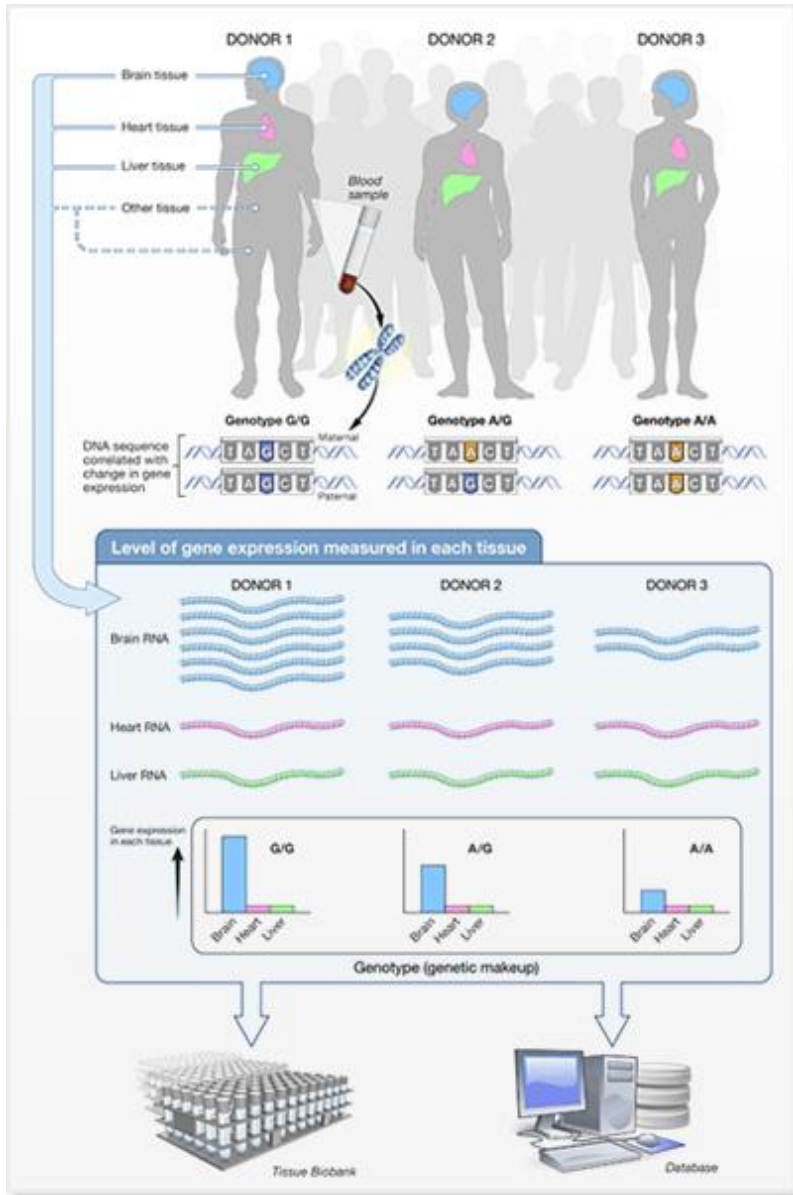 DONOR 1
DONOR 2
DONOR 3
Brain tissue
Heart tissue
Liver tissue
Other tissue
Blood
sample
Genotype G/G
Genotype A/G
Genotype A/A
DNA sequence
correlated with
change in gene
expression
Maternal
Paternal
T A G C T
T A G C T
T A A C T
T A G C T
T A A C T
T A A C T
Level of gene expression measured in each tissue
DONOR 1
DONOR 2
DONOR 3
Brain RNA
Heart RNA
Liver RNA
Gene expression
in each tissue
G/G
A/G
A/A
Brain
Heart
Liver
Brain
Heart
Liver
Brain
Heart
Liver
Genotype (genetic makeup)
Tissue Biobank
Database